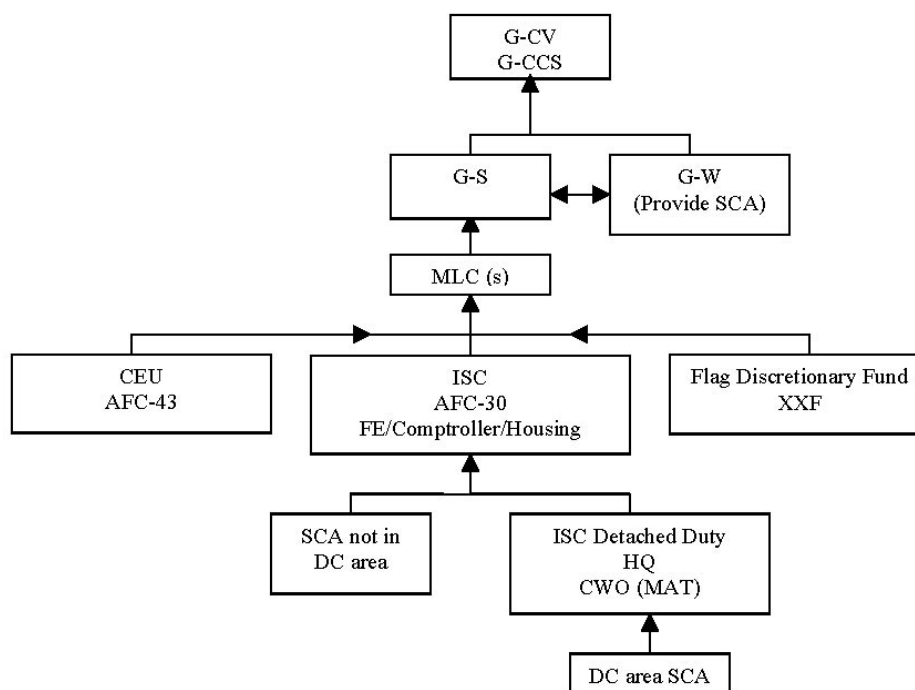 G-CV
G-CCS
G-S
G-W
(Provide SCA)
MLC (s)
CEU
AFC-43
ISC
AFC-30
FE/Comptroller/Housing
Flag Discretionary Fund
XXF
SCA not in
DC area
ISC Detached Duty
HQ
CWO (MAT)
DC area SCA